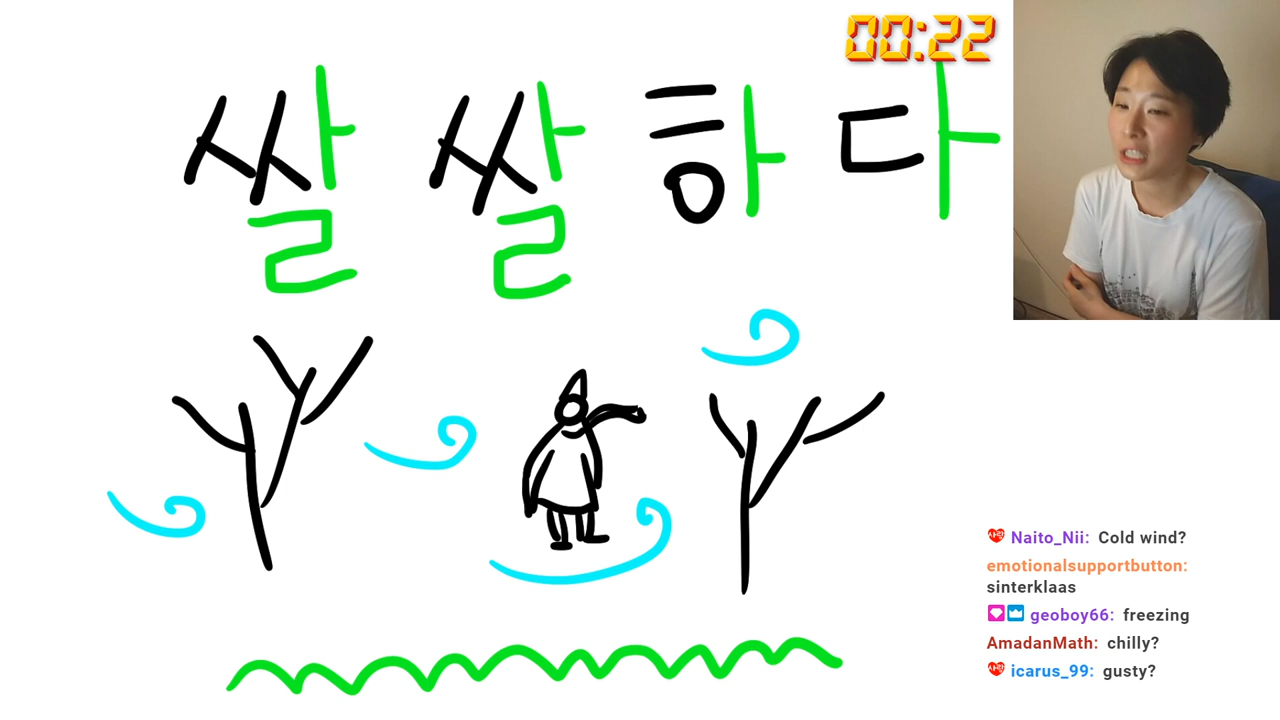 00:22
쌀쌀하다
Naito_Nii: Cold wind?
emotionalsupportbutton:
sinterklaas
geoboy66: freezing
AmadanMath: chilly?
icarus_99: gusty?